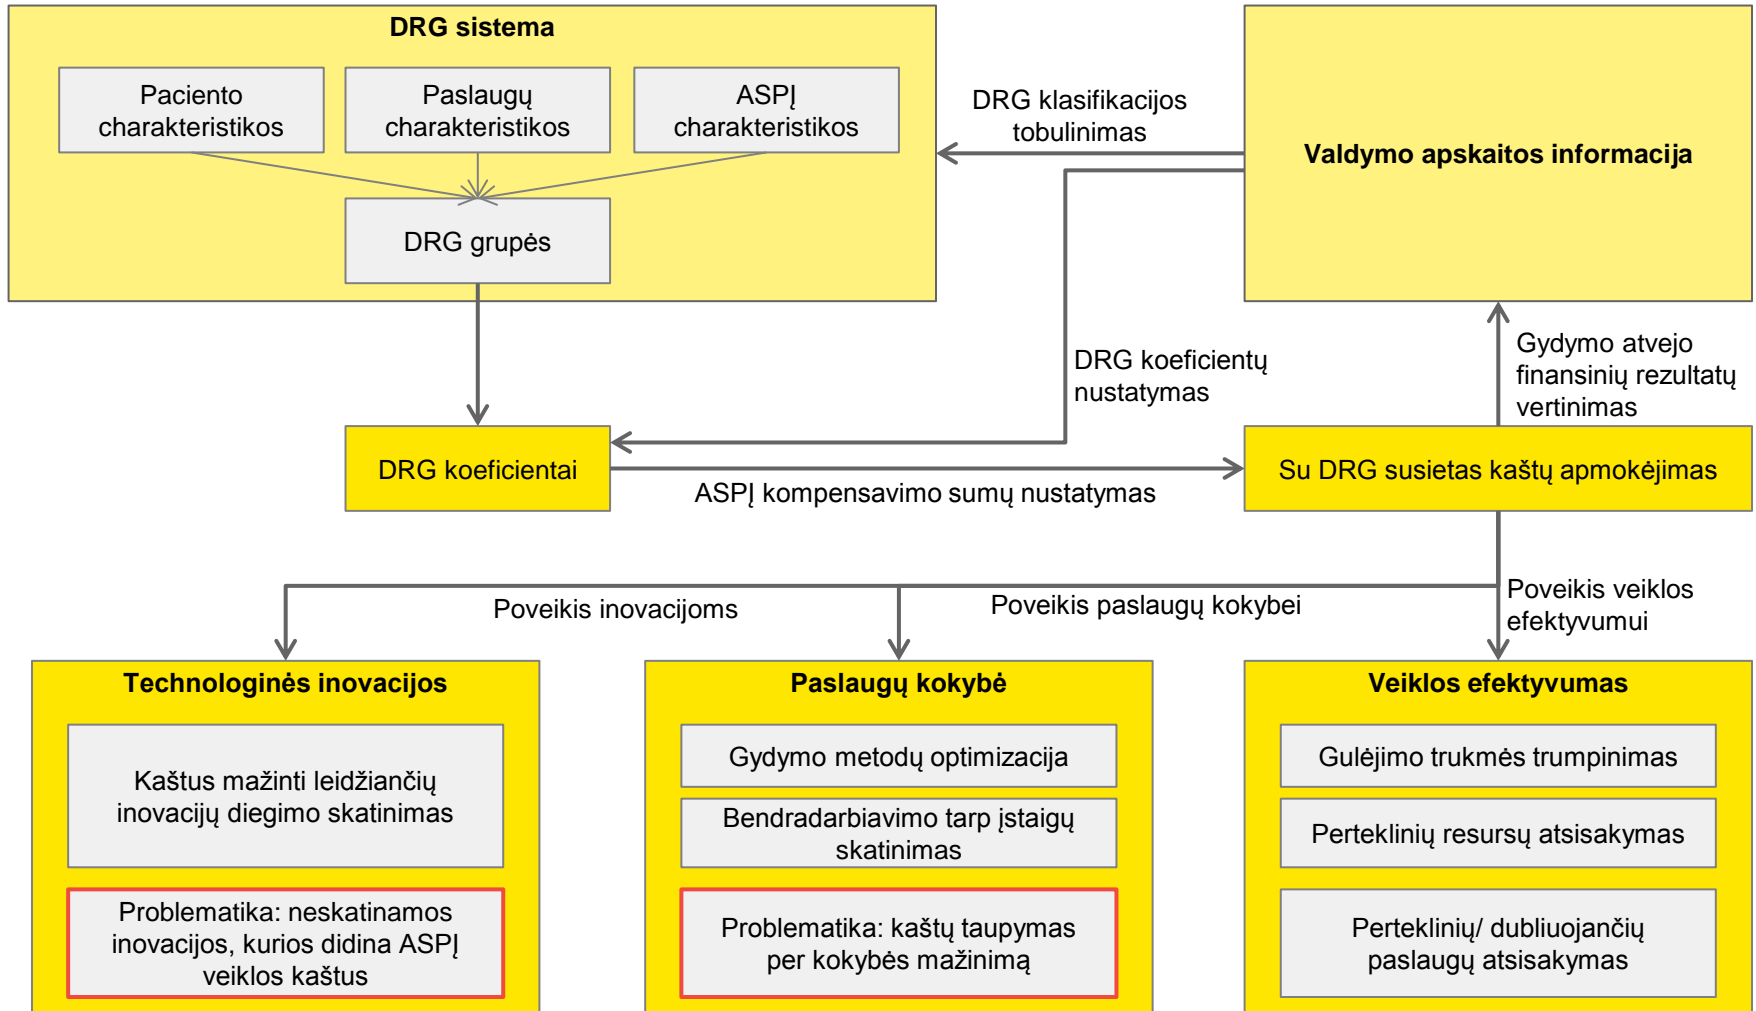 DRG sistema
Paciento
charakteristikos
Paslaugų
charakteristikos
ASPĮ
charakteristikos
DRG grupės
DRG klasifikacijos
tobulinimas
Valdymo apskaitos informacija
DRG koeficientų
nustatymas
Gydymo atvejo
finansinių rezultatų
vertinimas
DRG koeficientai
ASPĮ kompensavimo sumų nustatymas
Su DRG susietas kaštų apmokėjimas
Poveikis inovacijoms
Poveikis paslaugų kokybei
Poveikis veiklos
efektyvumui
Technologinės inovacijos
Kaštus mažinti leidžiančių
inovacijų diegimo skatinimas
Problematika: neskatinamos
inovacijos, kurios didina ASPĮ
veiklos kaštus
Paslaugų kokybė
Gydymo metodų optimizacija
Bendradarbiavimo tarp įstaigų
skatinimas
Problematika: kaštų taupymas
per kokybės mažinimą
Veiklos efektyvumas
Gulėjimo trukmės trumpinimas
Perteklinių resursų atsisakymas
Perteklinių/ dubliuojančių
paslaugų atsisakymas